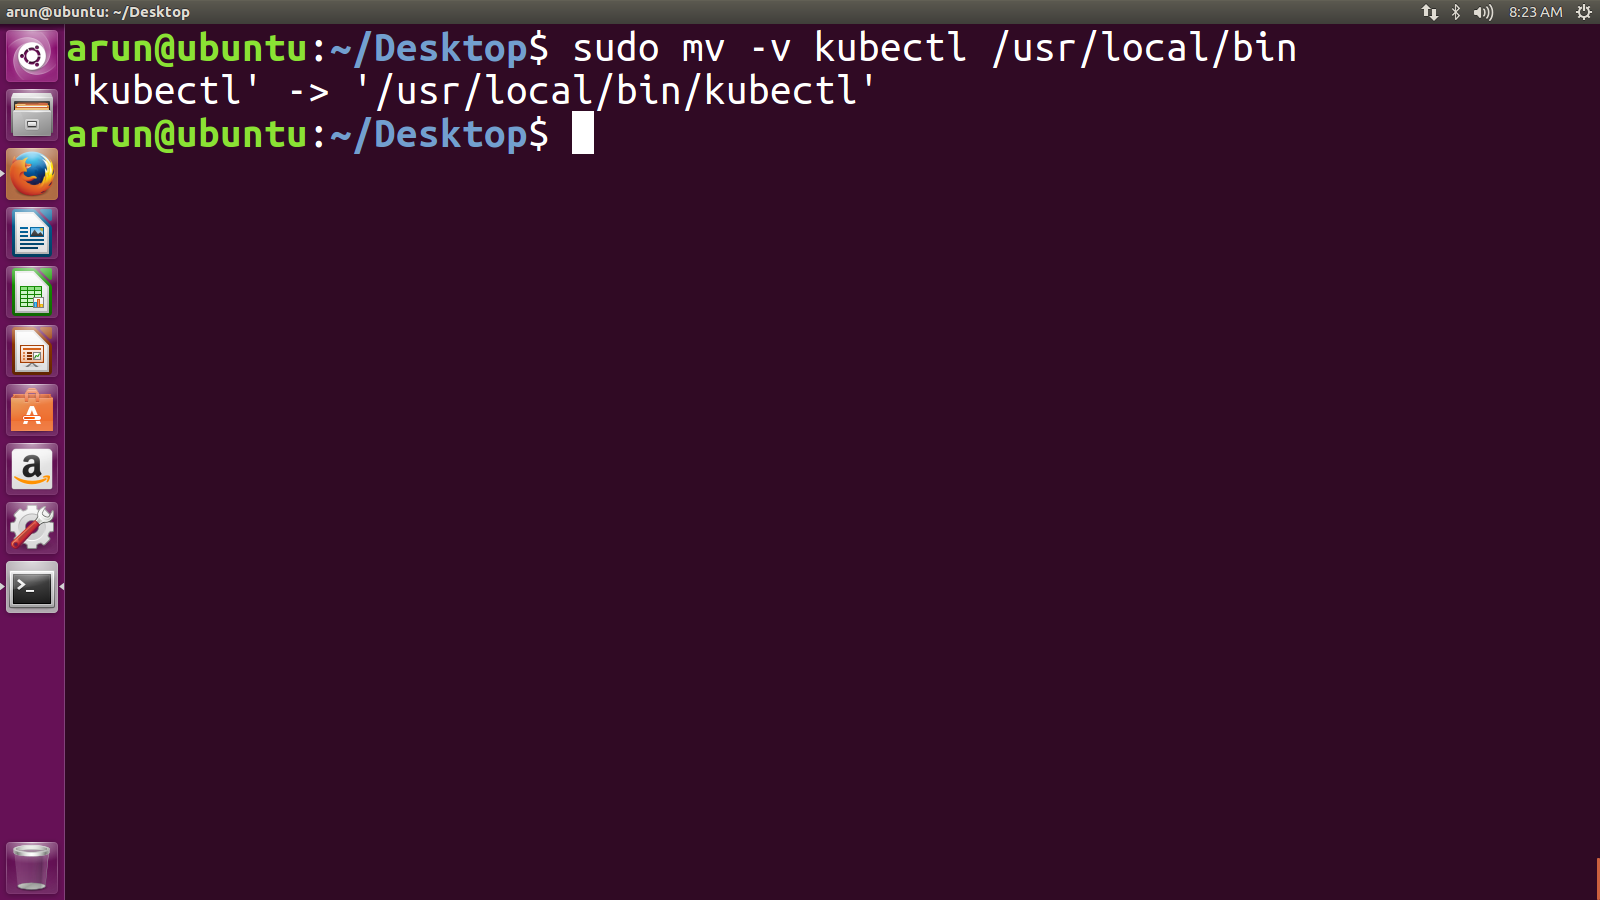 arun@ubuntu: ~/Desktop
8:23 AM
arun@ubuntu:~/Desktop$ sudo mv -v kubectl /usr/local/bin
'kubectl' -> '/usr/local/bin/kubectl'
arun@ubuntu:~/Desktop$